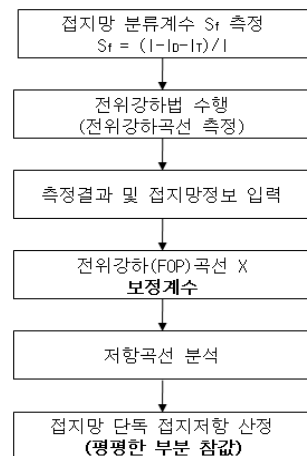 접지망 분류계수 Sf 측정
Sf = (I-ID-IT)/I
전위강하법 수행
(전위강하곡선 측정)
측정결과 및 접지망정보 입력
전위강하(FOP)곡선 X
보정계수
저항곡선 분석
접지망 단독 접지저항 산정
(평평한 부분 참값)